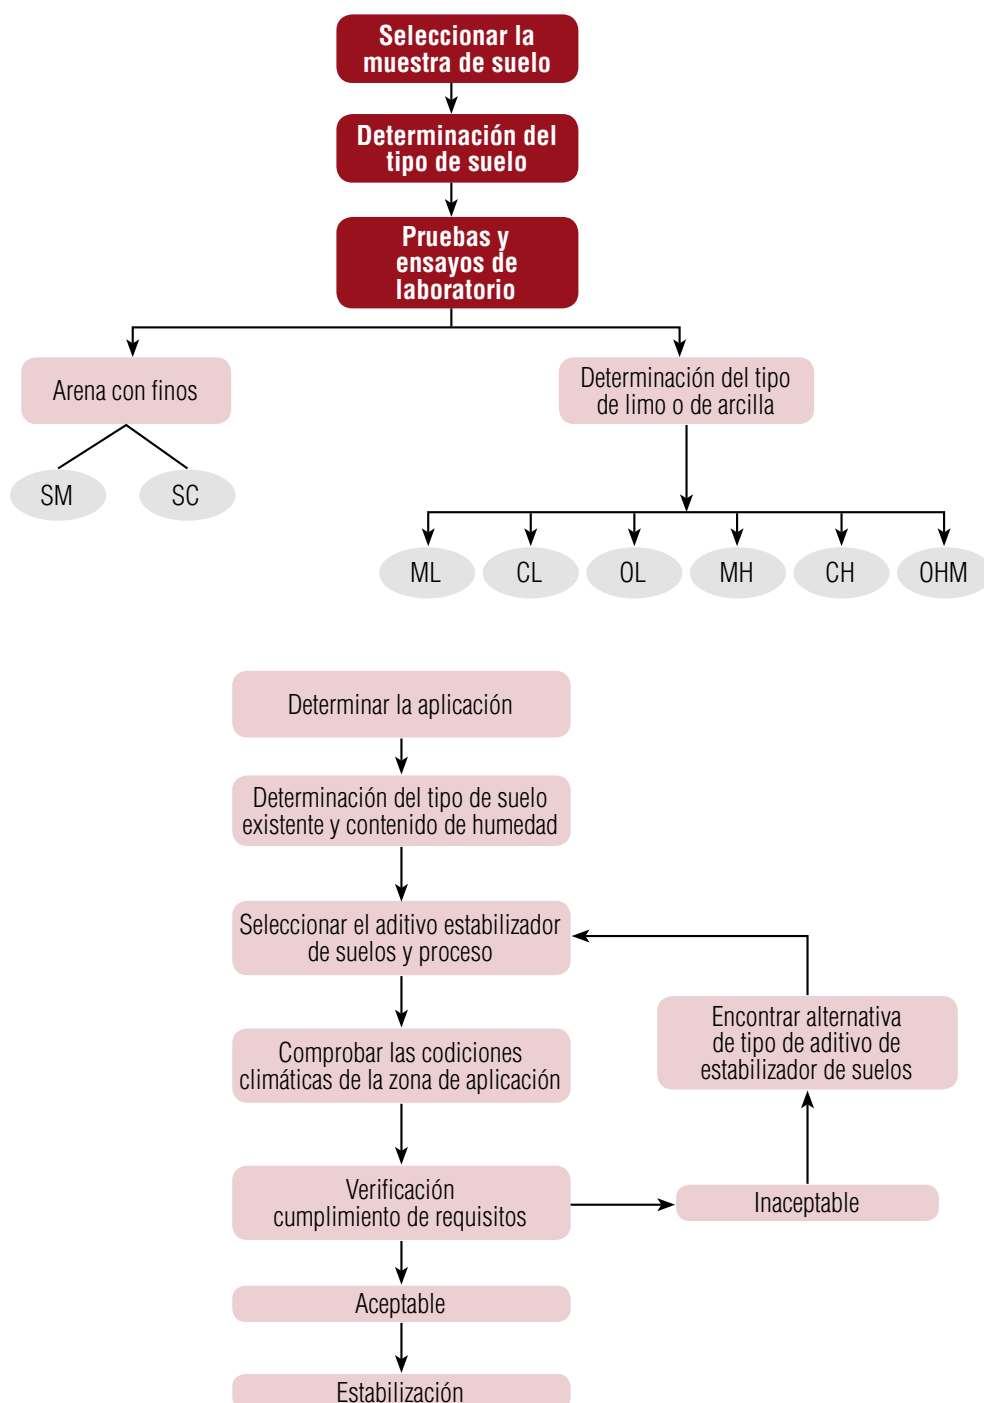 Seleccionar la
muestra de suelo
Determinación del
tipo de suelo
Pruebas y
ensayos de
laboratorio
Arena con finos
Determinación del tipo
de limo o de arcilla
SM
SC
ML
CL
OL
MH
CH
OHM
Determinar la aplicación
Determinación del tipo de suelo
existente y contenido de humedad
Seleccionar el aditivo estabilizador
de suelos y proceso
Encontrar alternativa
de tipo de aditivo de
estabilizador de suelos
Comprobar las codiciones
climáticas de la zona de aplicación
Verificación
cumplimiento de requisitos
Inaceptable
Aceptable
Estabilización